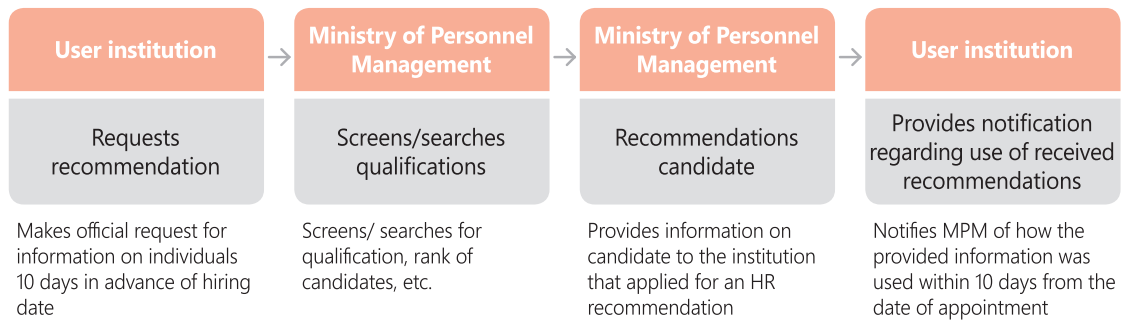 User institution
Requests
recommendation
Makes official request for
information on individuals
10 days in advance of hiring
date
Ministry of Personnel
Management
Screens/searches
qualifications
Screens/ searches for
qualification, rank of
candidates, etc.
Ministry of Personnel
Management
Recommendations
candidate
Provides information on
candidate to the institution
that applied for an HR
recommendation
User institution
Provides notification
regarding use of received
recommendations
Notifies MPM of how the
provided information was
used within 10 days from the
date of appointment